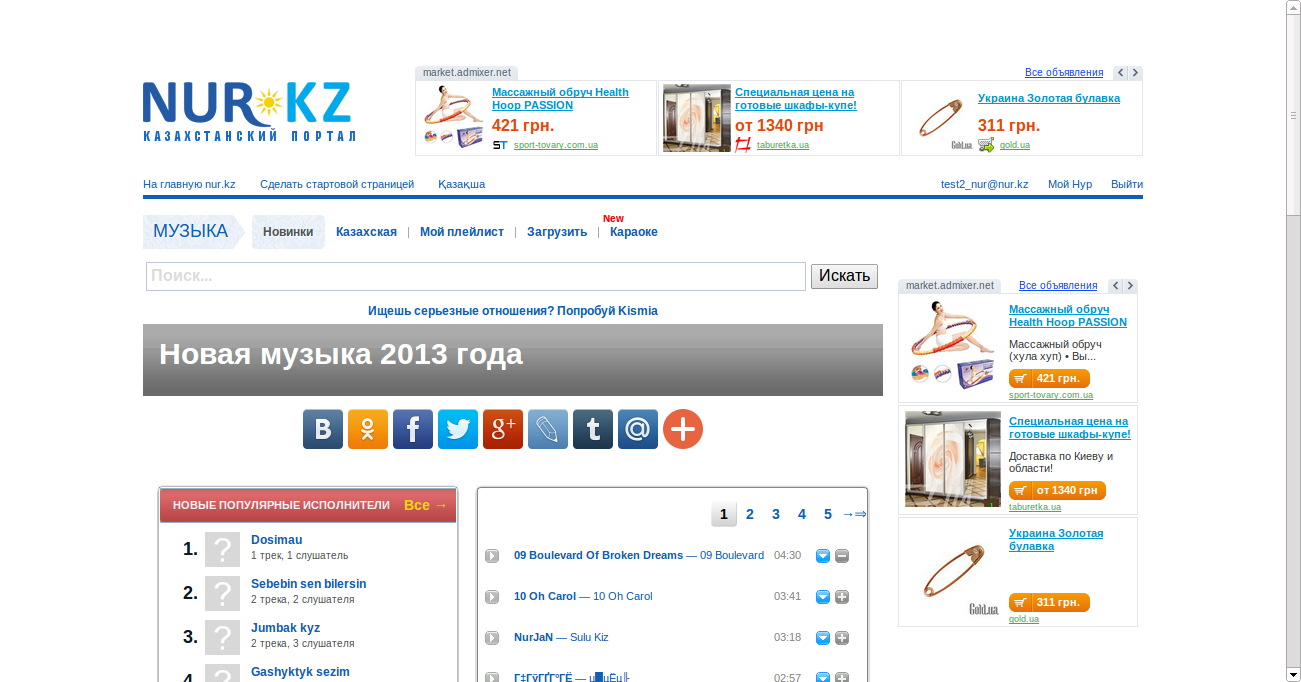 NUR KZ
КАЗАХСТАНСКИЙ ПОРТАЛ
market.admixer.net
Все объявления
Массажный обруч Health
Hoop PASSION
421 грн.
sport-tovary.com.ua
Специальная цена на
готовые шкафы-купе!
от 1340 грн
taburetka.ua
Gold.ua
Украина Золотая булавка
311 грн.
gold.ua
На главную nur.kz Сделать стартовой страницей Қазақша
test2_nur@nur.kz Мой Нур Выйти
New
МУЗЫКА Новинки Казахская | Мой плейлист | Загрузить | Караоке
Поиск... Искать
Ищешь серьезные отношения? Попробуй Kismia
Новая музыка 2013 года
НОВЫЕ ПОПУЛЯРНЫЕ ИСПОЛНИТЕЛИ Все →
1. Dosimau
1 трек, 1 слушатель
2. Sebebin sen bilersin
2 трека, 2 слушателя
3. Jumbak kyz
2 трека, 3 слушателя
4. Gashyktyk sezim
1 2 3 4 5 →⇒
09 Boulevard Of Broken Dreams — 09 Boulevard 04:30
10 Oh Carol — 10 Oh Carol 03:41
NurJaN — Sulu Kiz 03:18
02:57
market.admixer.net
Все объявления
Массажный обруч
Health Hoop PASSION
Массажный обруч
(хула хуп) • Вы...
421 грн.
sport-tovary.com.ua
Специальная цена на
готовые шкафы-купе!
Доставка по Киеву и
области!
от 1340 грн
taburetka.ua
Украина Золотая
булавка
Gold.ua
311 грн.
gold.ua